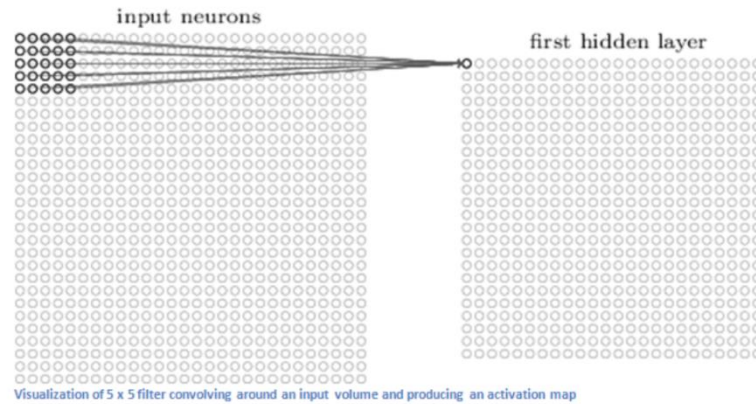 input neurons
first hidden layer
Visualization of 5 x 5 filter convolving around an input volume and producing an activation map